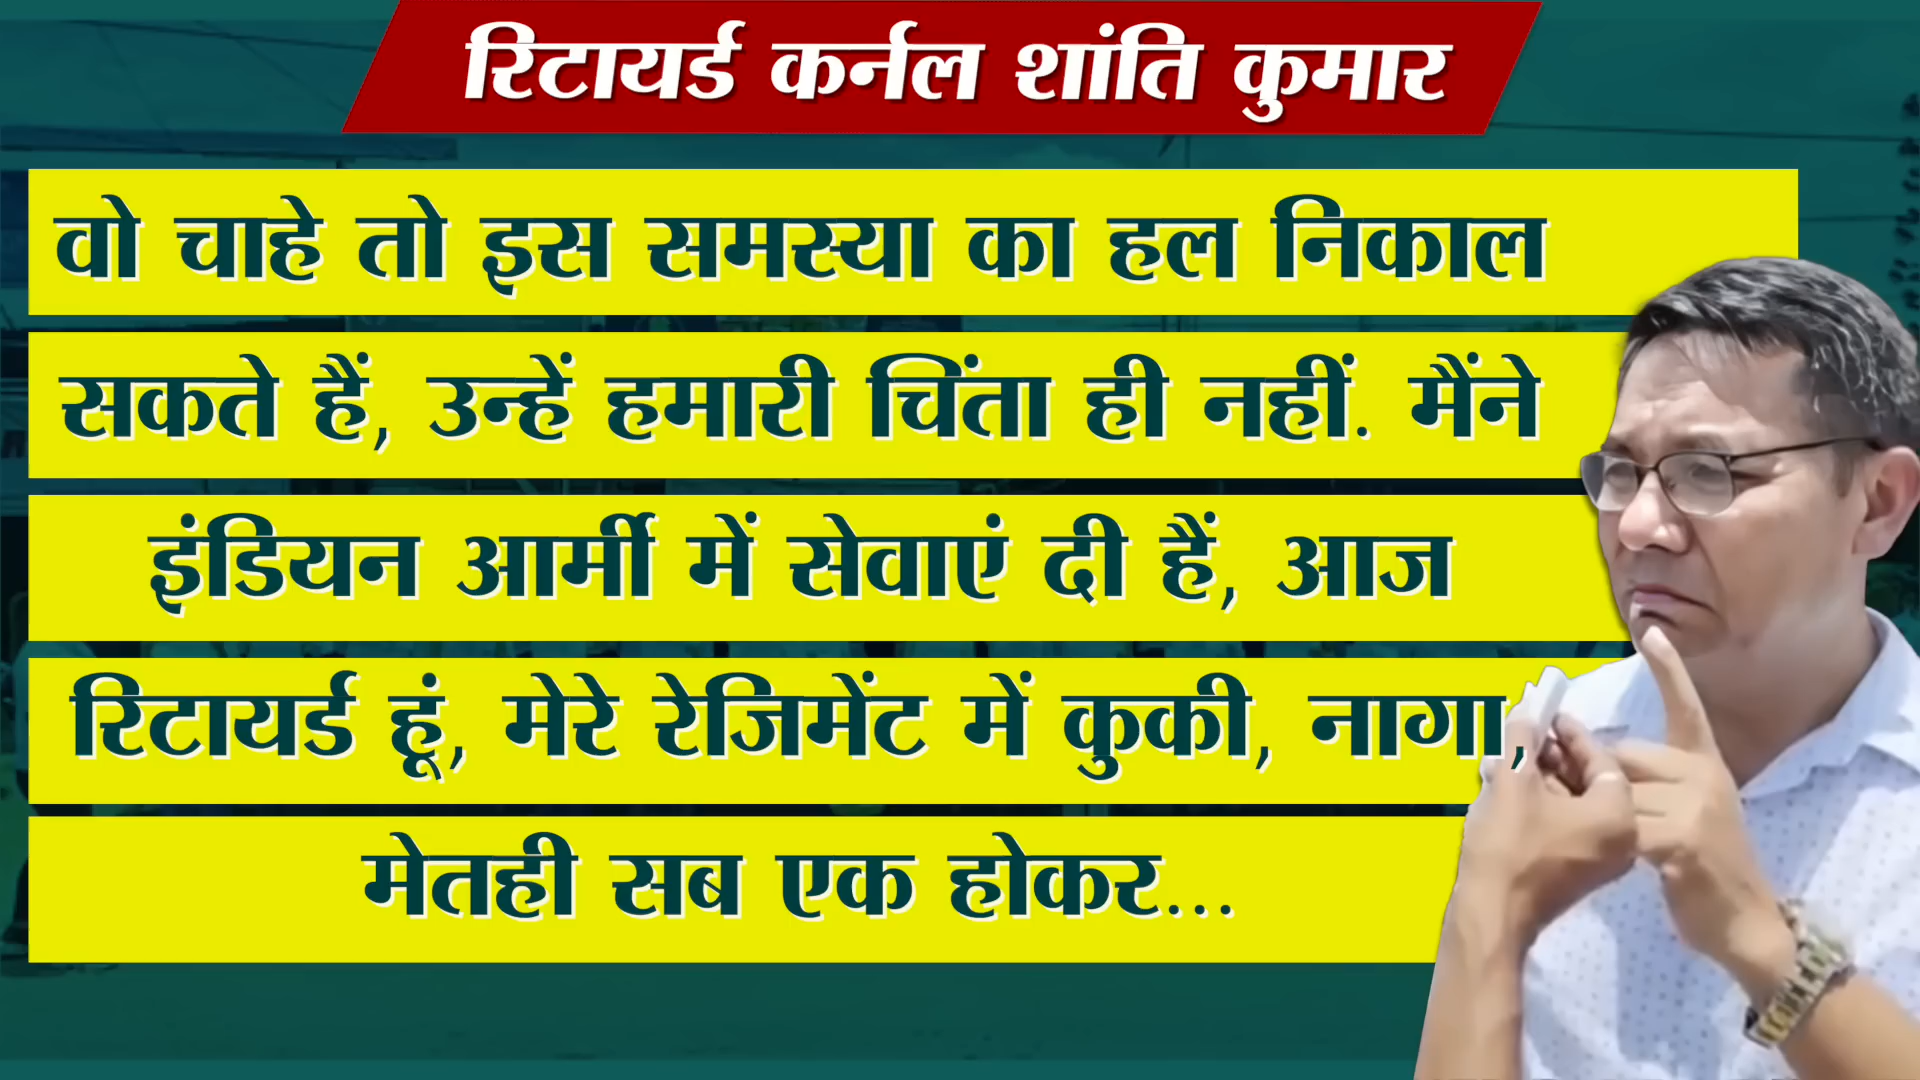 रिटायर्ड कर्नल शांति कुमार
वो चाहे तो इस समस्या का हल निकाल
सकते हैं, उन्हें हमारी चिंता ही नहीं. मैंने
इंडियन आर्मी में सेवाएं दी हैं, आज
रिटायर्ड हूं, मेरे रेजिमेंट में कुकी, नागा,
मेतही सब एक होकर...